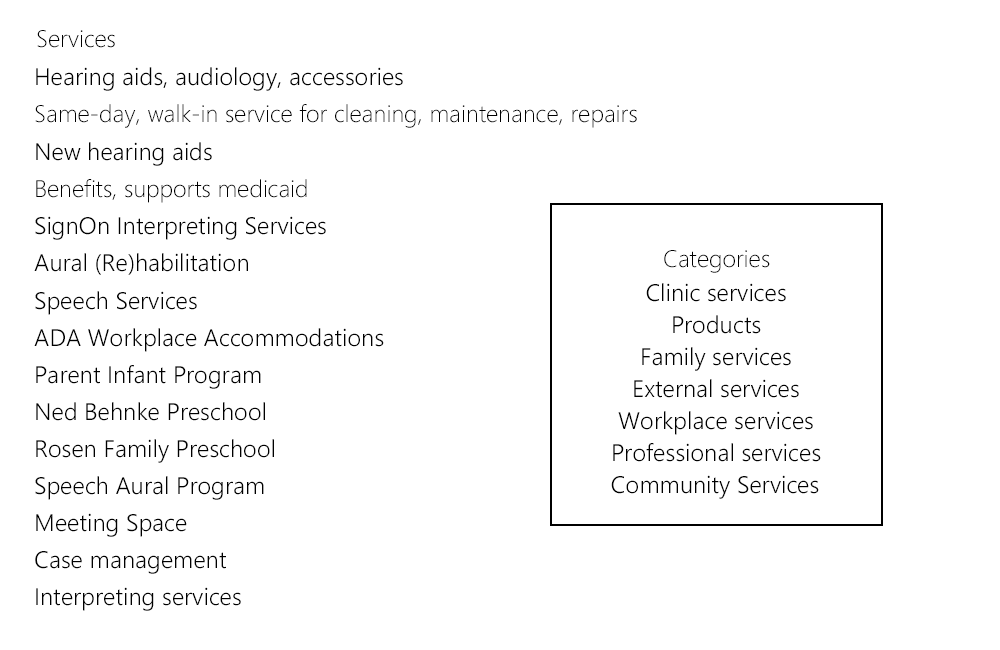 Services
Hearing aids, audiology, accessories
Same-day, walk-in service for cleaning, maintenance, repairs
New hearing aids
Benefits, supports medicaid
SignOn Interpreting Services
Aural (Re)habilitation
Speech Services
ADA Workplace Accommodations
Parent Infant Program
Ned Behnke Preschool
Rosen Family Preschool
Speech Aural Program
Meeting Space
Case management
Interpreting services
Categories
Clinic services
Products
Family services
External services
Workplace services
Professional services
Community Services